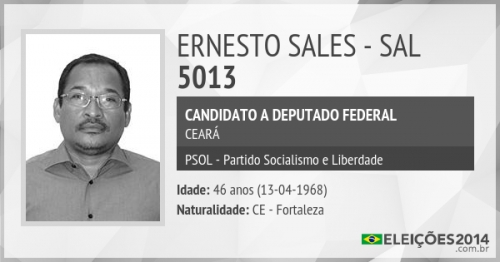 ERNESTO SALES - SAL
5013
CANDIDATO A DEPUTADO FEDERAL
CEARÁ
PSOL - Partido Socialismo e Liberdade
Idade: 46 anos (13-04-1968)
Naturalidade: CE - Fortaleza
ELEIÇÕES2014
.com.br